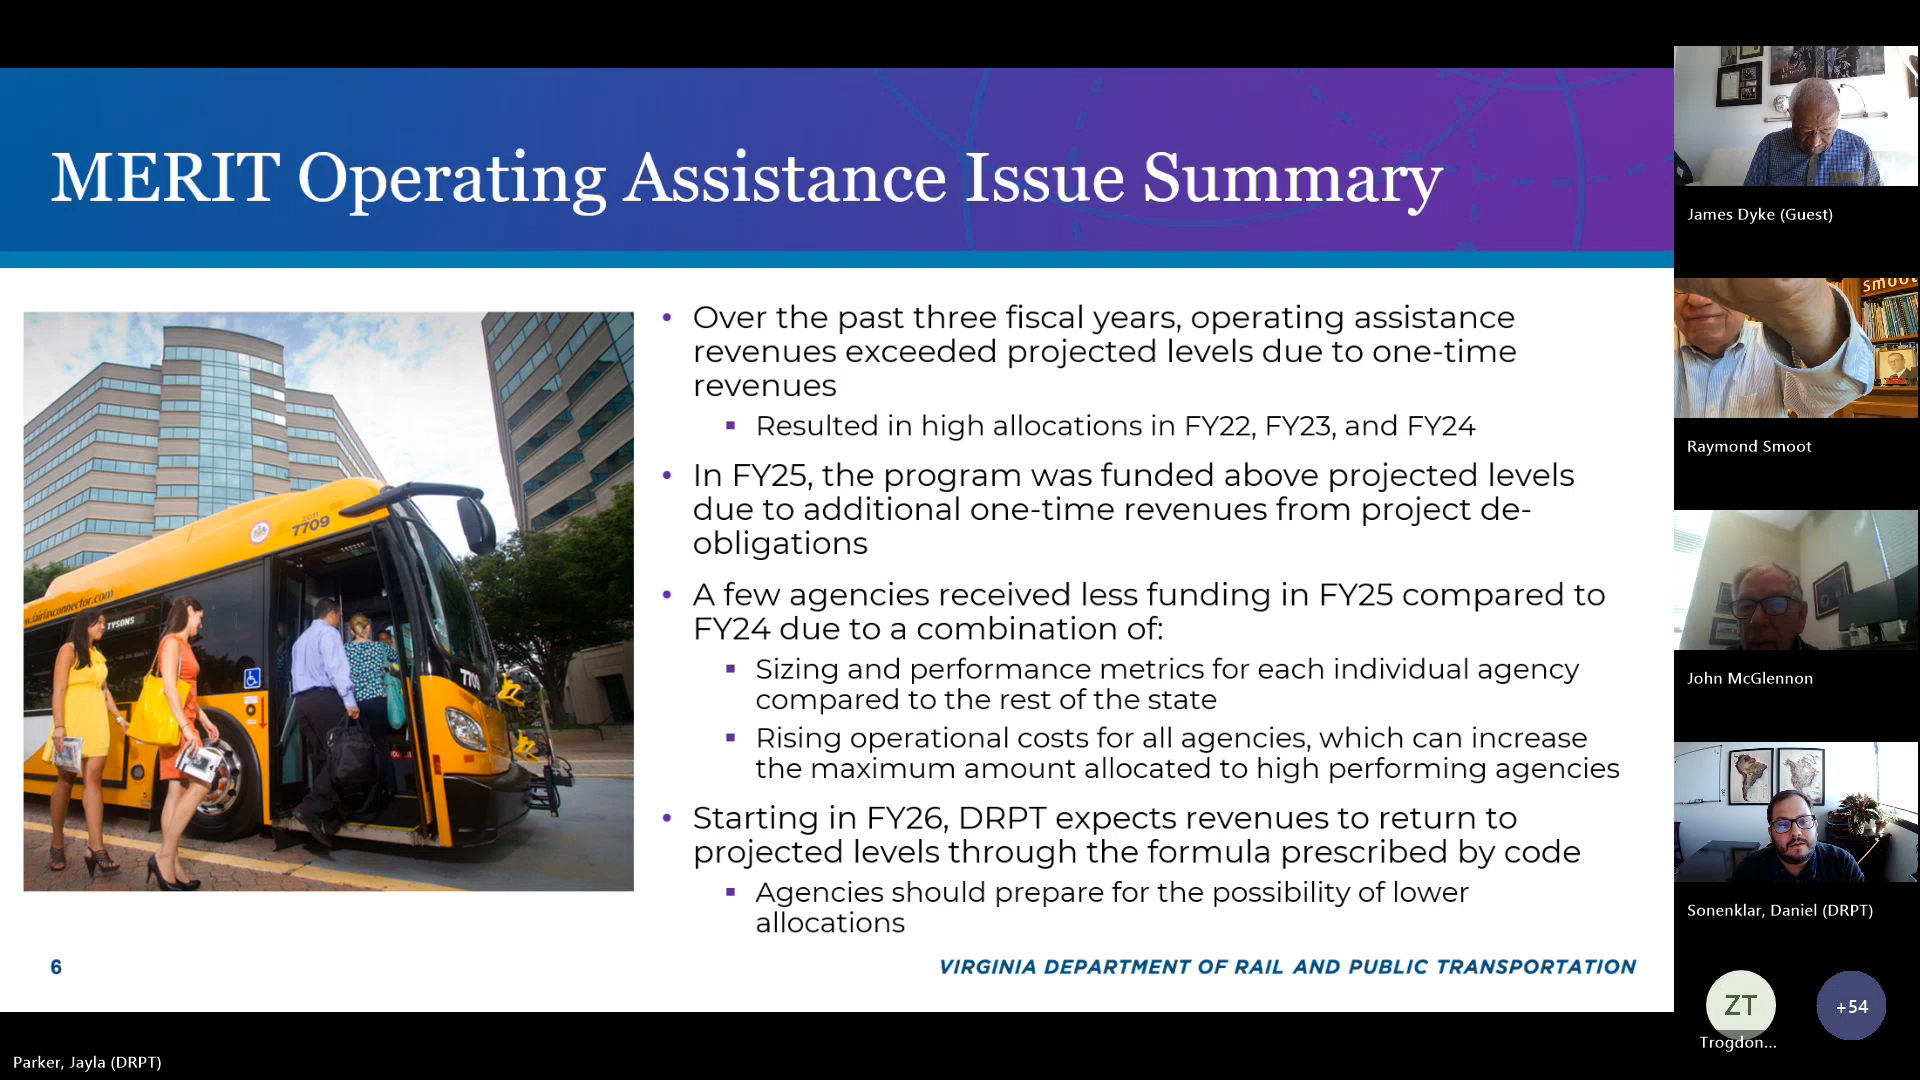 MERIT Operating Assistance Issue Summary
• Over the past three fiscal years, operating assistance
revenues exceeded projected levels due to one-time
revenues
▪ Resulted in high allocations in FY22, FY23, and FY24
• In FY25, the program was funded above projected levels
due to additional one-time revenues from project de-
obligations
• A few agencies received less funding in FY25 compared to
FY24 due to a combination of:
▪ Sizing and performance metrics for each individual agency
compared to the rest of the state
▪ Rising operational costs for all agencies, which can increase
the maximum amount allocated to high performing agencies
• Starting in FY26, DRPT expects revenues to return to
projected levels through the formula prescribed by code
▪ Agencies should prepare for the possibility of lower
allocations
7709
TYSONS
6
VIRGINIA DEPARTMENT OF RAIL AND PUBLIC TRANSPORTATION
James Dyke (Guest)
smoot
Raymond Smoot
John McGlennon
Sonenklar, Daniel (DRPT)
ZT
+54
Trogdon...
Parker, Jayla (DRPT)